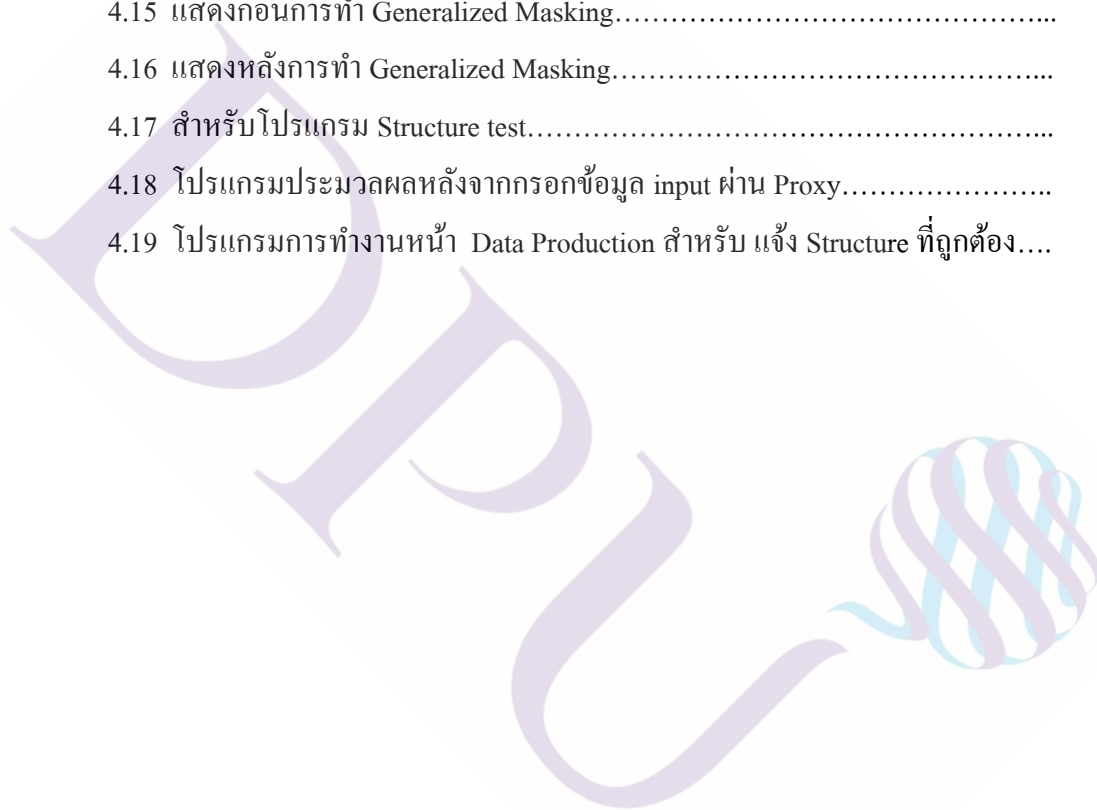 4.15 แสดงก่อนการทำ Generalized Masking……………………………………...
4.16 แสดงหลังการทำ Generalized Masking……………………………………...
4.17 สำหรับโปรแกรม Structure test……………………………………………...
4.18 โปรแกรมประมวลผลหลังจากกรอกข้อมูล input ผ่าน Proxy…………………..
4.19 โปรแกรมการทำงานหน้า Data Production สำหรับ แจ้ง Structure ที่ถูกต้อง….
DPU